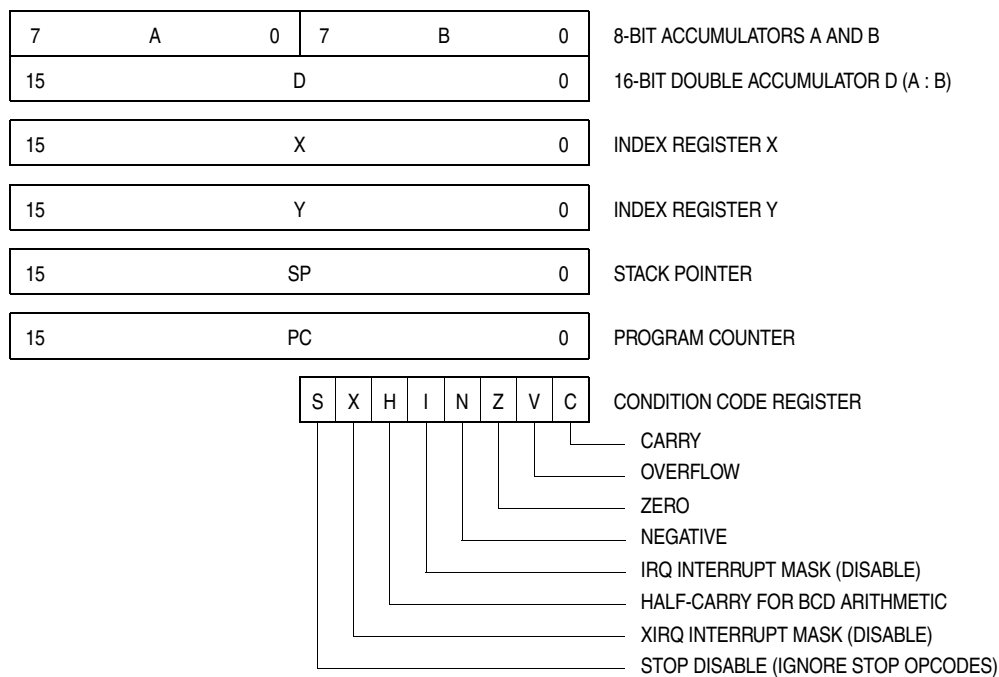 7 A 0 7 B 0 8-BIT ACCUMULATORS A AND B
15 D 0 16-BIT DOUBLE ACCUMULATOR D (A : B)
15 X 0 INDEX REGISTER X
15 Y 0 INDEX REGISTER Y
15 SP 0 STACK POINTER
15 PC 0 PROGRAM COUNTER
S X H I N Z V C CONDITION CODE REGISTER
CARRY
OVERFLOW
ZERO
NEGATIVE
IRQ INTERRUPT MASK (DISABLE)
HALF-CARRY FOR BCD ARITHMETIC
XIRQ INTERRUPT MASK (DISABLE)
STOP DISABLE (IGNORE STOP OPCODES)